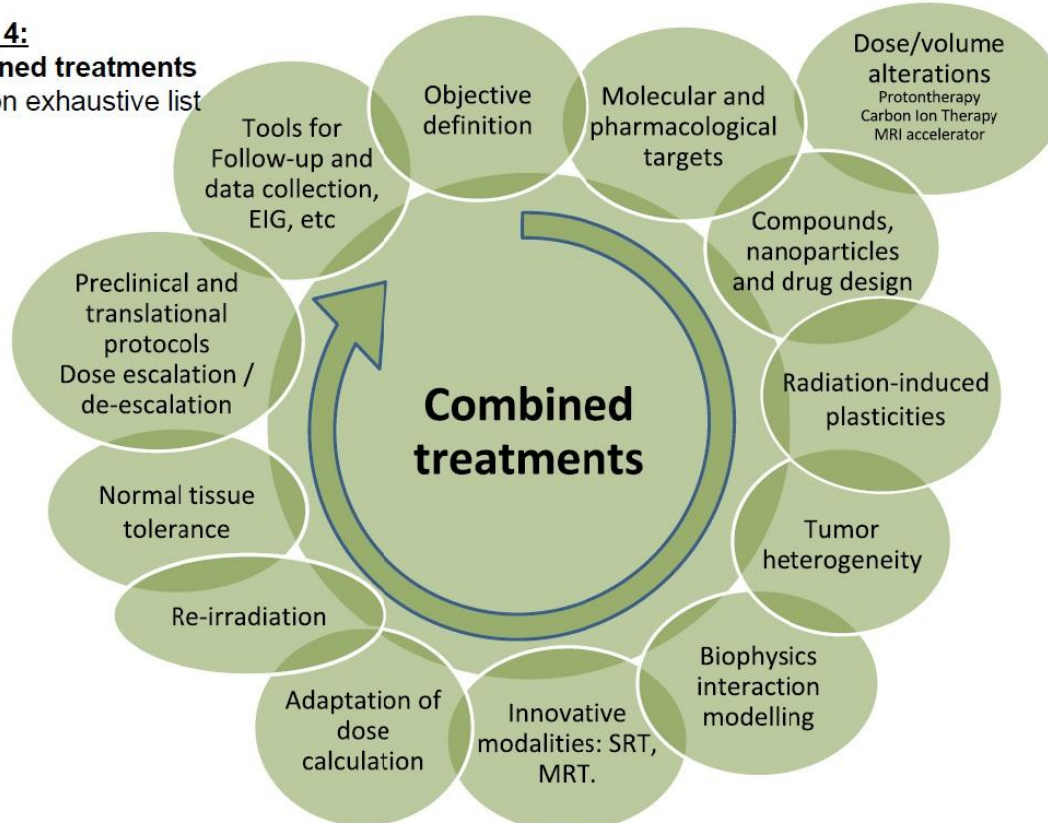 4:
ned treatments
on exhaustive list
Objective
definition
Molecular and
pharmacological
targets
Dose/volume
alterations
Protontherapy
Carbon Ion Therapy
MRI accelerator
Compounds,
nanoparticles
and drug design
Radiation-induced
plasticities
Tumor
heterogeneity
Biophysics
interaction
modelling
Innovative
modalities: SRT,
MRT.
Adaptation of
dose
calculation
Re-irradiation
Normal tissue
tolerance
Preclinical and
translational
protocols
Dose escalation /
de-escalation
Tools for
Follow-up and
data collection,
EIG, etc
Combined
treatments